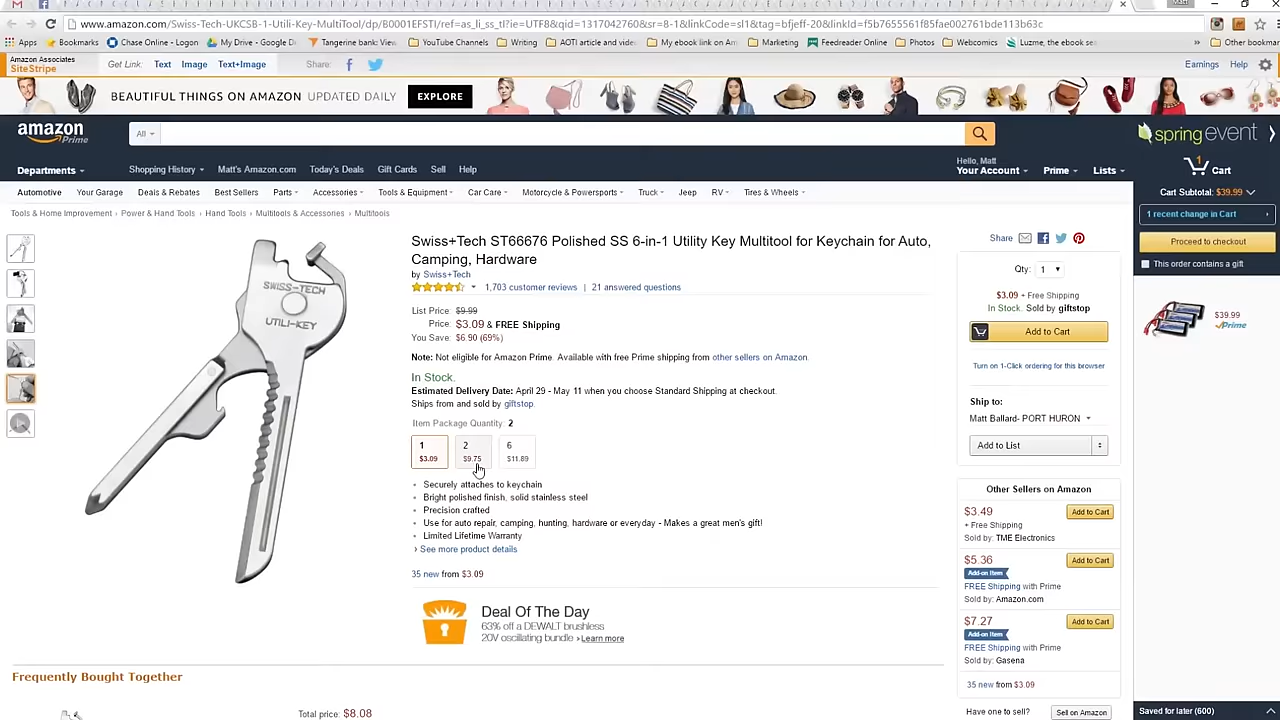 www.amazon.com/Swiss-Tech-UKCSB-1-Utili-Key-MultiTool/dp/B0001EFSTI/ref=as_li_ss_tl?ie=UTF8&qid=1317042760&sr=8-1&linkCode=sl1&tag=bfjeff-20&linkId=f5b7655561f85fae002761bde113b63c
Apps Bookmarks Chase Online - Logon My Drive - Google D Tangerine bank: View YouTube Channels Writing AOTI article and vide My ebook link on Am Marketing Feedreader Online Photos Webcomics Luzme, the ebook se » Other bookmar
Amazon Associates
SiteStripe
Get Link: Text Image Text+Image Share: Earnings Help
BEAUTIFUL THINGS ON AMAZON UPDATED DAILY EXPLORE
amazon Prime
All
spring event
Departments Shopping History Matt's Amazon.com Today's Deals Gift Cards Sell Help
Hello, Matt
Your Account Prime Lists
1 Cart
Automotive Your Garage Deals & Rebates Best Sellers Parts Accessories Tools & Equipment Car Care Motorcycle & Powersports Truck Jeep RV Tires & Wheels
Cart Subtotal: $39.99
1 recent change in Cart
Proceed to checkout
This order contains a gift
$39.99
Prime
Tools & Home Improvement › Power & Hand Tools › Hand Tools › Multitools & Accessories › Multitools
SWISS-TECH
UTILI-KEY
Swiss+Tech ST66676 Polished SS 6-in-1 Utility Key Multitool for Keychain for Auto,
Camping, Hardware
by Swiss+Tech
1,703 customer reviews | 21 answered questions
List Price: $9.99
Price: $3.09 & FREE Shipping
You Save: $6.90 (69%)
Note: Not eligible for Amazon Prime. Available with free Prime shipping from other sellers on Amazon.
In Stock.
Estimated Delivery Date: April 29 - May 11 when you choose Standard Shipping at checkout.
Ships from and sold by giftstop.
Item Package Quantity: 2
1 2 6
$3.09 $9.75 $11.89
• Securely attaches to keychain
• Bright polished finish, solid stainless steel
• Precision crafted
• Use for auto repair, camping, hunting, hardware or everyday - Makes a great men's gift!
• Limited Lifetime Warranty
› See more product details
35 new from $3.09
Deal Of The Day
63% off a DEWALT brushless
20V oscillating bundle ›Learn more
Share
Qty: 1
$3.09 + Free Shipping
In Stock. Sold by giftstop
Add to Cart
Turn on 1-Click ordering for this browser
Ship to:
Matt Ballard- PORT HURON
Add to List
Other Sellers on Amazon
$3.49 Add to Cart
+ Free Shipping
Sold by: TME Electronics
$5.36 Add to Cart
Add-on Item
FREE Shipping with Prime
Sold by: Amazon.com
$7.27 Add to Cart
Add-on Item
FREE Shipping with Prime
Sold by: Gasena
35 new from $3.09
Have one to sell? Sell on Amazon
Frequently Bought Together
Total price: $8.08
Saved for later (600)